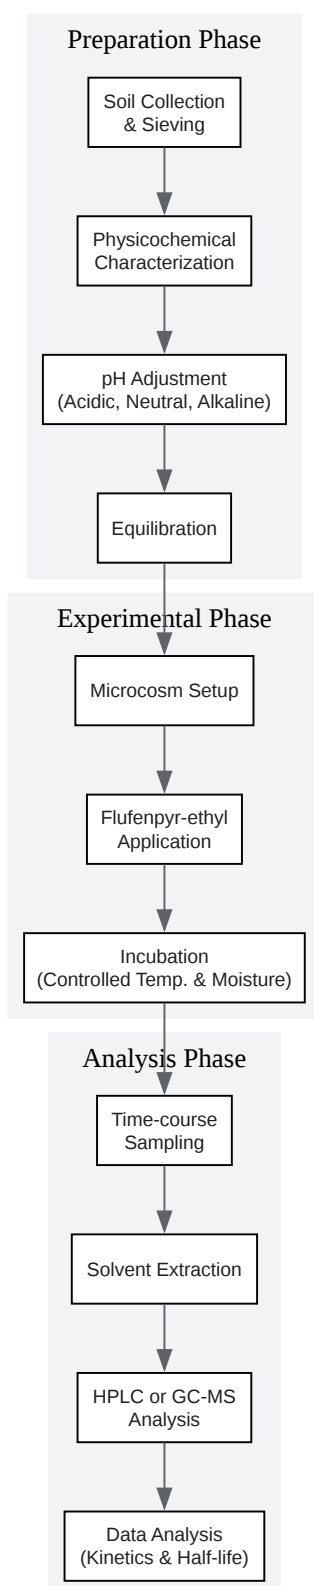 Preparation Phase
Soil Collection
& Sieving
Physicochemical
Characterization
pH Adjustment
(Acidic, Neutral, Alkaline)
Equilibration
Experimental Phase
Microcosm Setup
Flufenpyr-ethyl
Application
Incubation
(Controlled Temp. & Moisture)
Analysis Phase
Time-course
Sampling
Solvent Extraction
HPLC or GC-MS
Analysis
Data Analysis
(Kinetics & Half-life)